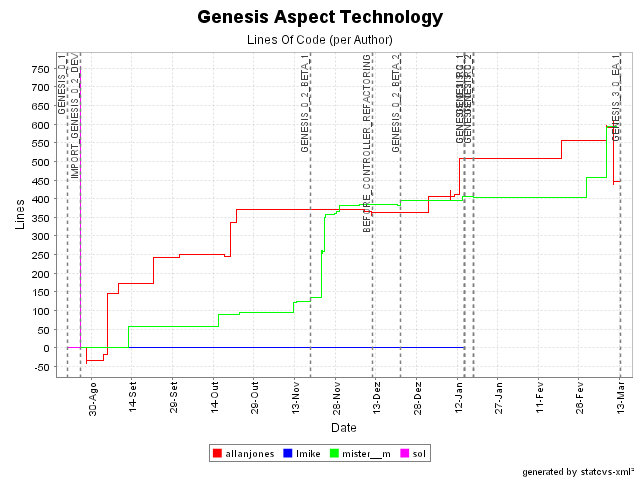 Genesis Aspect Technology
Lines Of Code (per Author)
Lines
750
700
650
600
550
500
450
400
350
300
250
200
150
100
50
0
-50
GENESIS_0_1
IMPORT_GENESIS_0_2_DEV
GENESIS_0_2_BETA_1
BEFORE_CONTROLLER_REFACTORING
GENESIS_0_2_BETA_2
GENESIS_3_0_EA_1
30-Ago
14-Set
29-Set
14-Out
29-Out
13-Nov
28-Nov
13-Dez
28-Dez
12-Jan
27-Jan
11-Fev
26-Fev
13-Mar
Date
allanjones
lmike
mister__m
sol
generated by statcvs-xml²